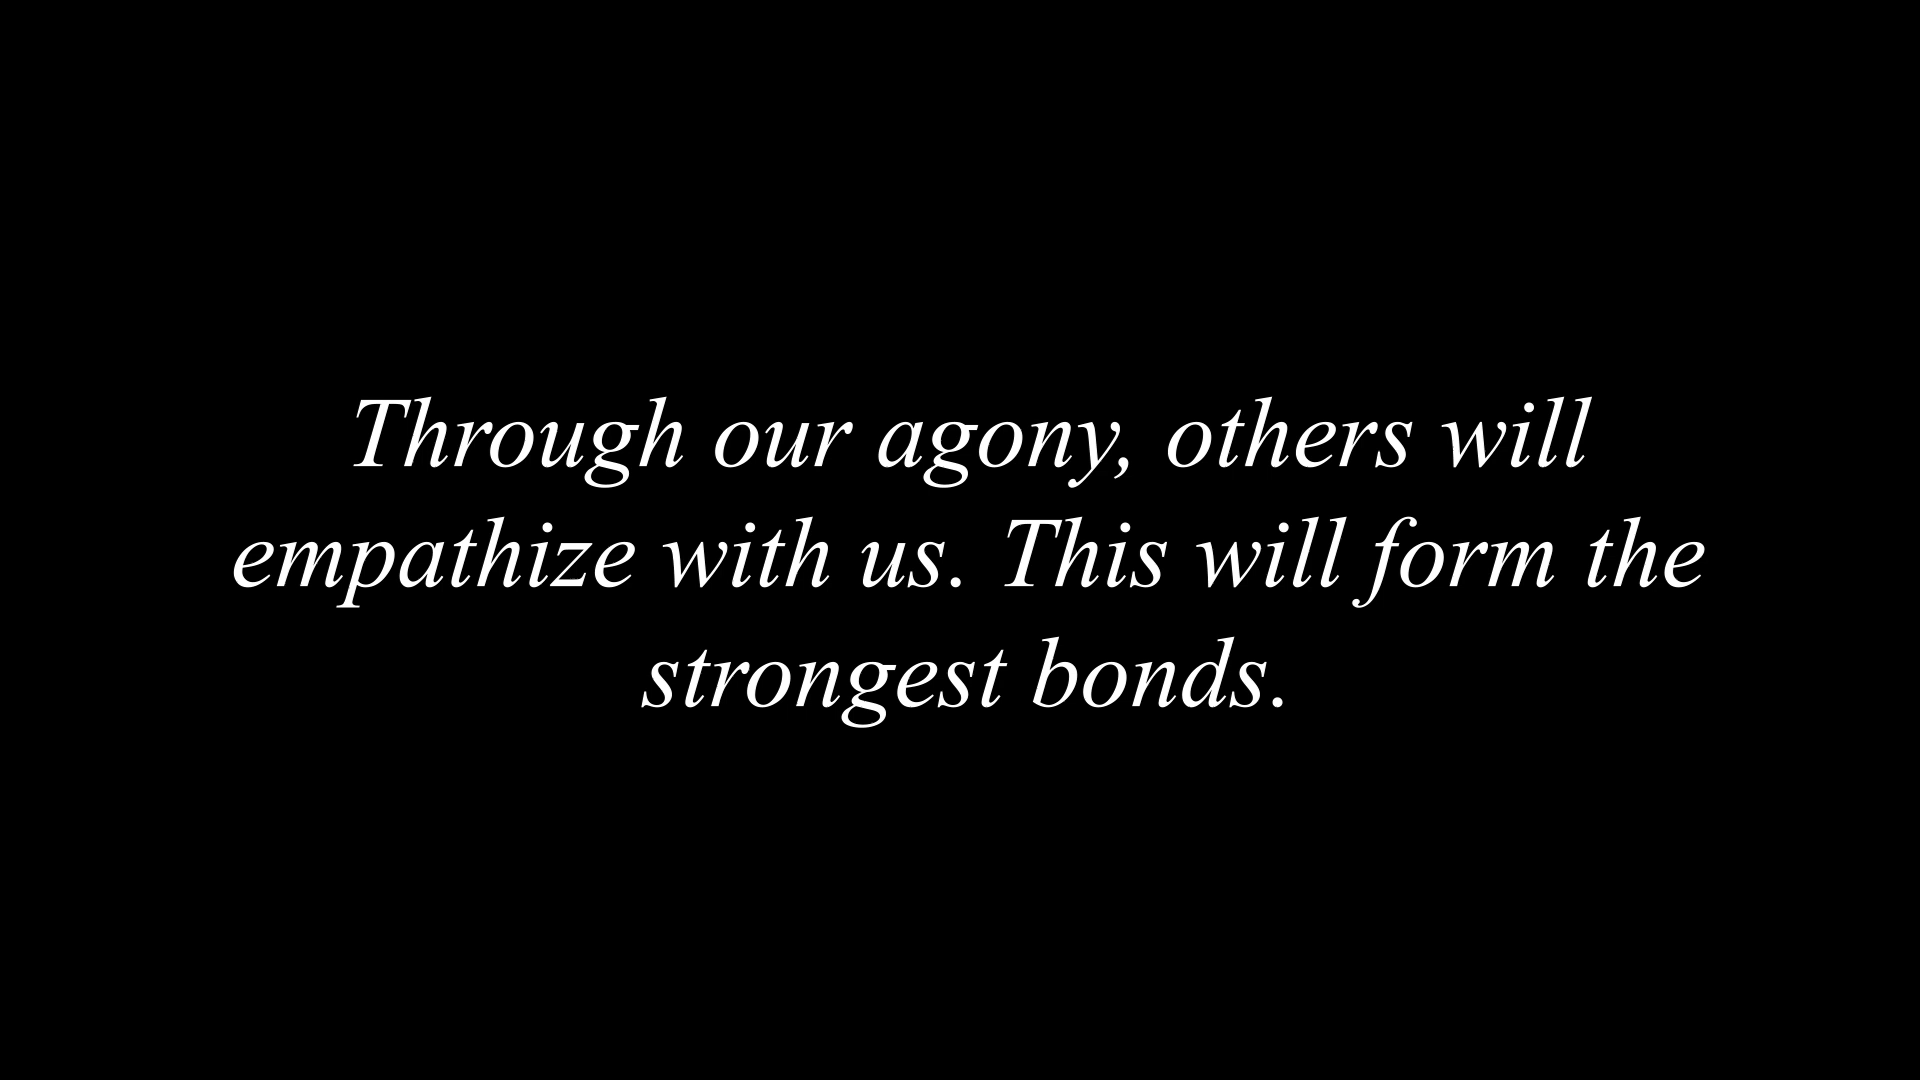 Through our agony, others will
empathize with us. This will form the
strongest bonds.